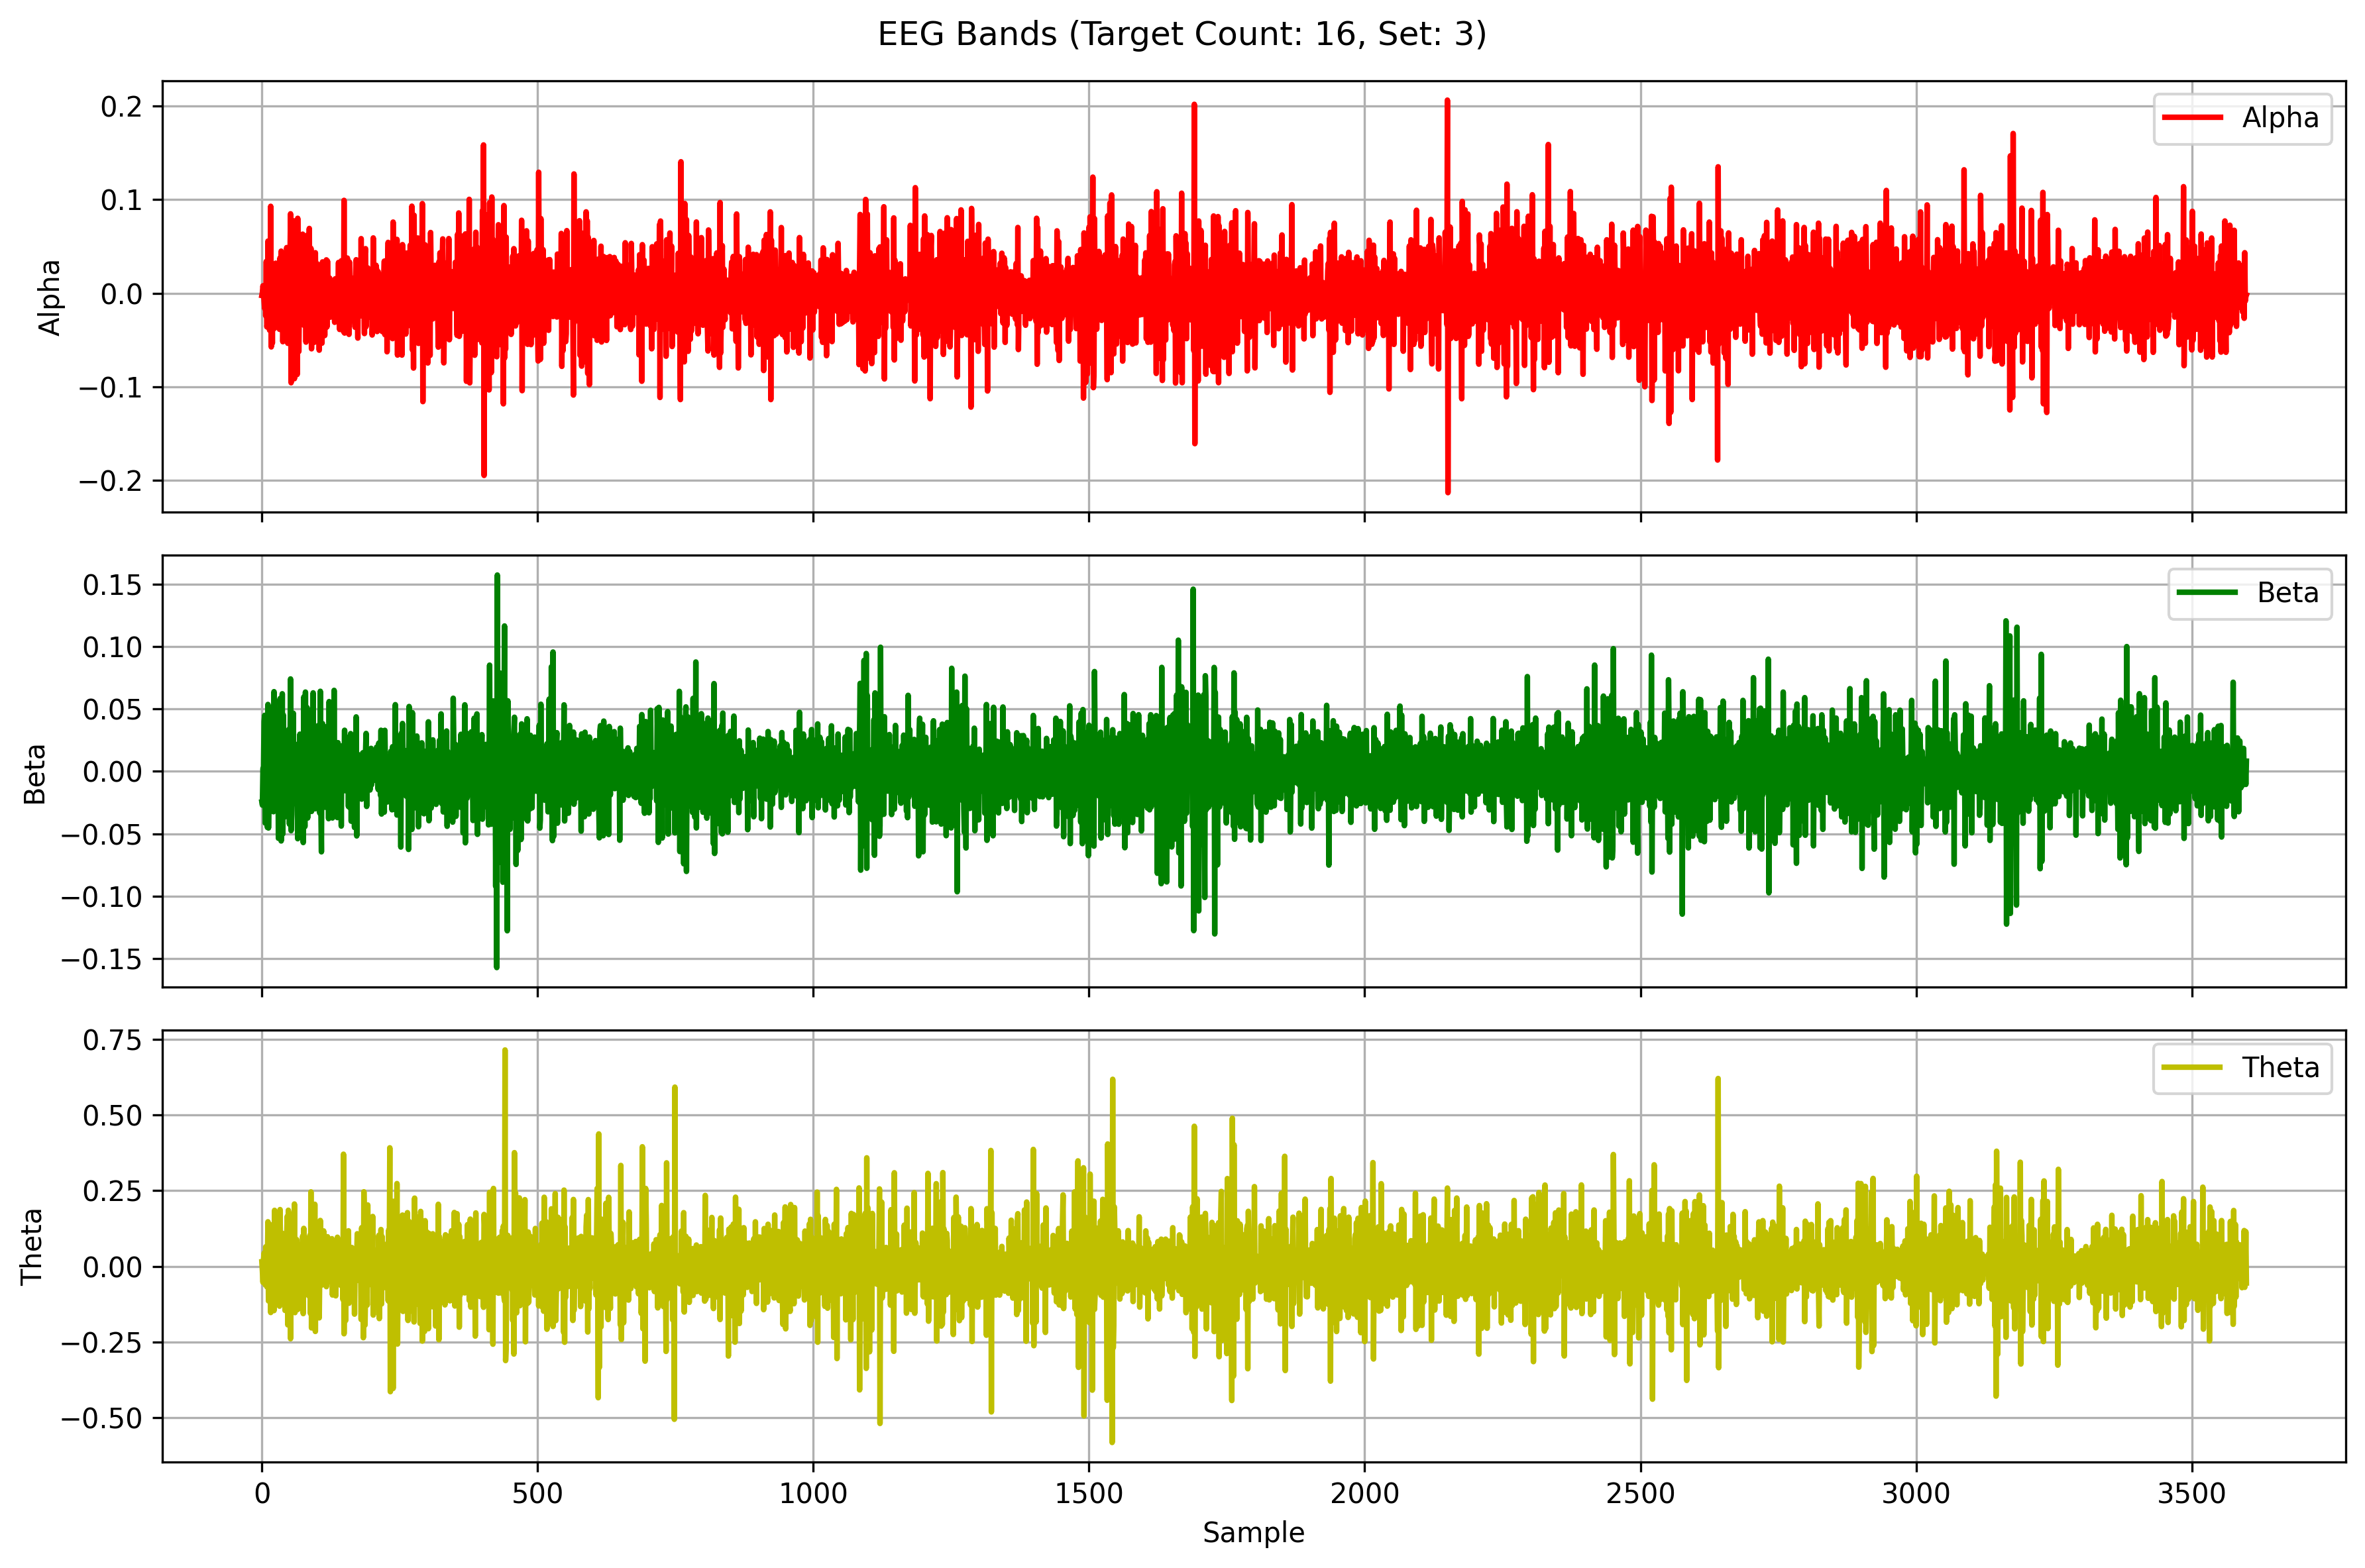 EEG Bands (Target Count: 16, Set: 3)
0.2
0.1
0.0
−0.1
−0.2
Alpha
Alpha
0.15
0.10
0.05
0.00
−0.05
−0.10
−0.15
Beta
Beta
0.75
0.50
0.25
0.00
−0.25
−0.50
Theta
Theta
0 500 1000 1500 2000 2500 3000 3500
Sample